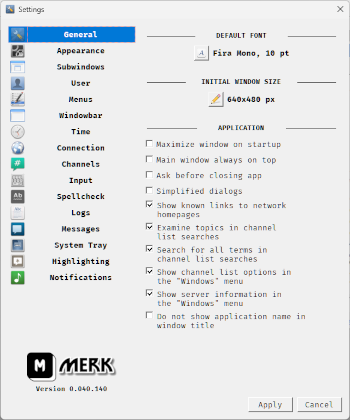 Settings
General
Appearance
Subwindows
User
Menus
Windowbar
Time
Connection
Channels
Input
Spellcheck
Logs
Messages
System Tray
Highlighting
Notifications
M MERK
Version 0.040.140
DEFAULT FONT
Fira Mono, 10 pt
INITIAL WINDOW SIZE
640x480 px
APPLICATION
Maximize window on startup
Main window always on top
Ask before closing app
Simplified dialogs
Show known links to network
homepages
Examine topics in channel
list searches
Search for all terms in
channel list searches
Show channel list options in
the "Windows" menu
Show server information in
the "Windows" menu
Do not show application name in
window title
Apply
Cancel